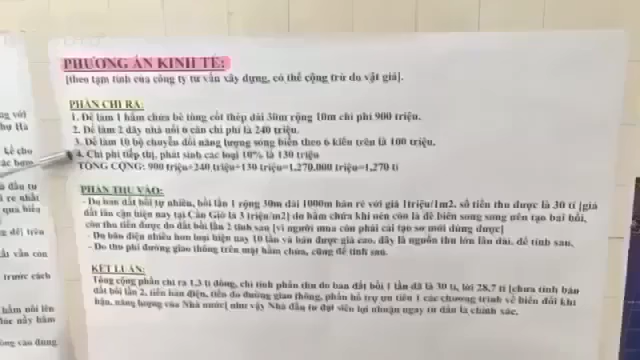 PHƯƠNG ÁN KINH TẾ:
[theo tạm tính của công ty tư vấn xây dựng, có thể cộng trừ do vật giá].
PHẦN CHI RA:
1. Để làm 1 hầm chứa bê tông cốt thép dài 30m rộng 10m chi phí 900 triệu.
2. Để làm 2 dãy nhà nổi 6 căn chi phí là 240 triệu.
3. Để làm 10 bộ chuyển đổi năng lượng sóng biển theo 6 kiểu trên là 100 triệu.
4. Chi phí tiếp thị, phát sinh các loại 10% là 130 triệu
TỔNG CỘNG: 900 triệu+240 triệu+130 triệu=1,270,000 triệu=1,270 tỉ
PHẦN THU VÀO:
- Do bán đất bồi tự nhiên, bồi lần 1 rộng 30m dài 1000m bán rẻ với giá 1triệu/1m2. số tiền thu được là 30 tỉ [giá
đất lân cận hiện nay tại Cần Giờ là 3 triệu/m2] do hầm chứa khi nên còn là đê biển song song nên tạo bãi bồi,
còn thu tiền được do đất bồi lần 2 tính sau [vì người mua còn phải cải tạo sơ mới dùng được]
- Do bán điện nhiều hơn loại hiện nay 10 lần và bán được giá cao, đây là nguồn thu lớn lâu dài, để tính sau.
- Do thu phí đường giao thông trên mặt hầm chứa, cũng để tính sau.
KẾT LUẬN:
Tổng cộng phần chi ra 1,3 tỉ đồng, chỉ tính phần thu do bán đất bồi 1 lần đã là 30 tỉ, lời 28,7 tỉ [chưa tính bán
đất bồi lần 2, tiền bán điện, tiền do đường giao thông, phần hỗ trợ ưu tiên 1 các chương trình về biến đổi khí
hậu, năng lượng của Nhà nước] như vậy Nhà đầu tư đạt siêu lợi nhuận ngay từ đầu là chính xác.